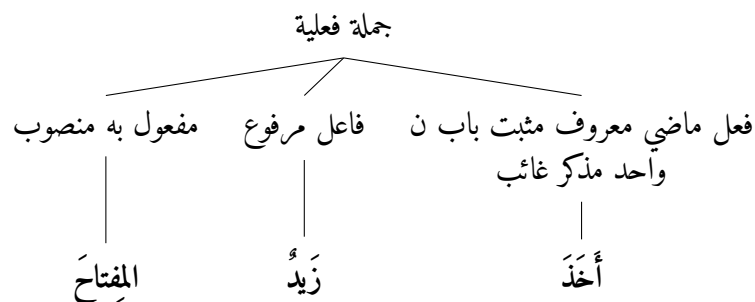 جملة فعلية
فعل ماضي معروف مثبت باب ن
واحد مذكر غائب
فاعل مرفوع
مفعول به منصوب
أَخَذَ
زَيدٌ
المِفتاحَ